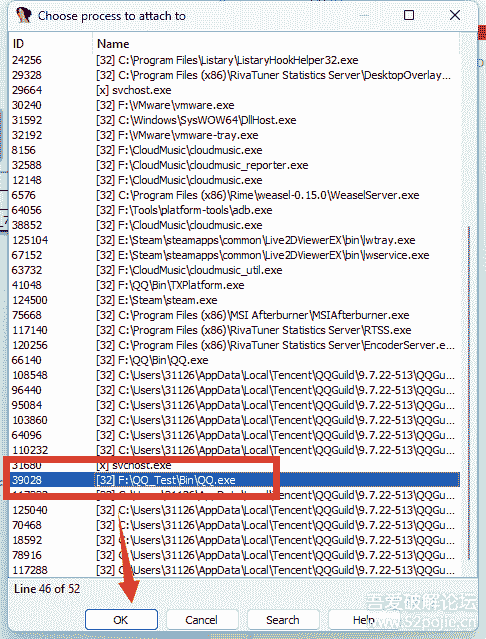 Choose process to attach to
ID Name
24256 [32] C:\Program Files\Listary\ListaryHookHelper32.exe
29328 [32] C:\Program Files (x86)\RivaTuner Statistics Server\DesktopOverlay...
29664 [x] svchost.exe
30240 [32] F:\VMware\vmware.exe
31592 [32] C:\Windows\SysWOW64\DllHost.exe
32192 [32] F:\VMware\vmware-tray.exe
8156 [32] F:\CloudMusic\cloudmusic.exe
32588 [32] F:\CloudMusic\cloudmusic_reporter.exe
12148 [32] F:\CloudMusic\cloudmusic.exe
6576 [32] C:\Program Files (x86)\Rime\weasel-0.15.0\WeaselServer.exe
64056 [32] F:\Tools\platform-tools\adb.exe
38852 [32] F:\CloudMusic\cloudmusic.exe
125104 [32] E:\Steam\steamapps\common\Live2DViewerEX\bin\lwtray.exe
67152 [32] E:\Steam\steamapps\common\Live2DViewerEX\bin\lwservice.exe
63732 [32] F:\CloudMusic\cloudmusic_util.exe
41048 [32] F:\QQ\Bin\TXPlatform.exe
124500 [32] E:\Steam\steam.exe
75668 [32] C:\Program Files (x86)\MSI Afterburner\MSIAfterburner.exe
117140 [32] C:\Program Files (x86)\RivaTuner Statistics Server\RTSS.exe
120256 [32] C:\Program Files (x86)\RivaTuner Statistics Server\EncoderServer.e...
66140 [32] F:\QQ\Bin\QQ.exe
108548 [32] C:\Users\31126\AppData\Local\Tencent\QQGuild\9.7.22-513\QQGu...
96440 [32] C:\Users\31126\AppData\Local\Tencent\QQGuild\9.7.22-513\QQGu...
95084 [32] C:\Users\31126\AppData\Local\Tencent\QQGuild\9.7.22-513\QQGu...
103860 [32] C:\Users\31126\AppData\Local\Tencent\QQGuild\9.7.22-513\QQGu...
64096 [32] C:\Users\31126\AppData\Local\Tencent\QQGuild\9.7.22-513\QQGu...
110232 [32] C:\Users\31126\AppData\Local\Tencent\QQGuild\9.7.22-513\QQGu...
31680 [x] svchost.exe
39028 [32] F:\QQ_Test\Bin\QQ.exe
[32] C:\Users\31126\AppData\Local\Tencent\QQGuild\9.7.22-513\QQGu...
125040 [32] C:\Users\31126\AppData\Local\Tencent\QQGuild\9.7.22-513\QQGu...
70468 [32] C:\Users\31126\AppData\Local\Tencent\QQGuild\9.7.22-513\QQGu...
18592 [32] C:\Users\31126\AppData\Local\Tencent\QQGuild\9.7.22-513\QQGu...
78916 [32] C:\Users\31126\AppData\Local\Tencent\QQGuild\9.7.22-513\QQGu...
117288 [32] C:\Users\31126\AppData\Local\Tencent\QQGuild\9.7.22-513\QQGu...
Line 46 of 52
OK Cancel Search Help
吾爱破解论坛
www.52pojie.cn